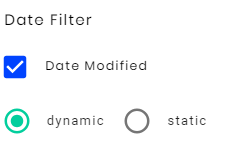 Date Filter
Date Modified
dynamic static